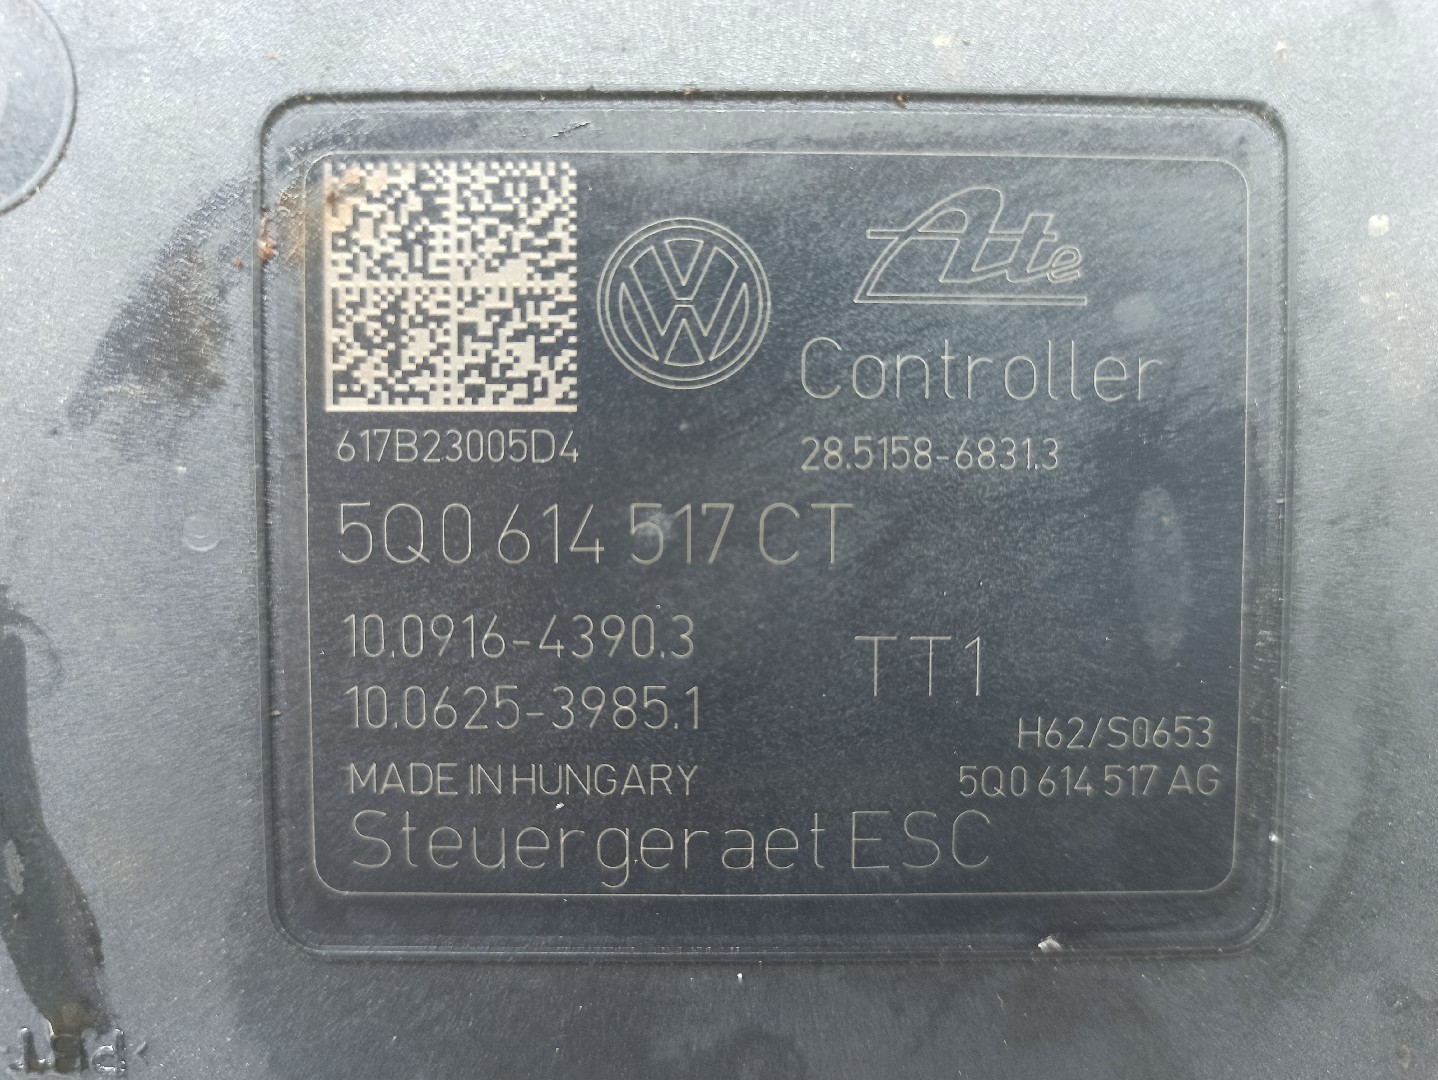 Ate
Controller
617B23005D4
28.5158-6831.3
5Q0 614 517 CT
10.0916-4390.3
TT1
10.0625-3985.1
H62/S0653
MADE IN HUNGARY
5Q0 614 517 AG
Steuergeraet ESC